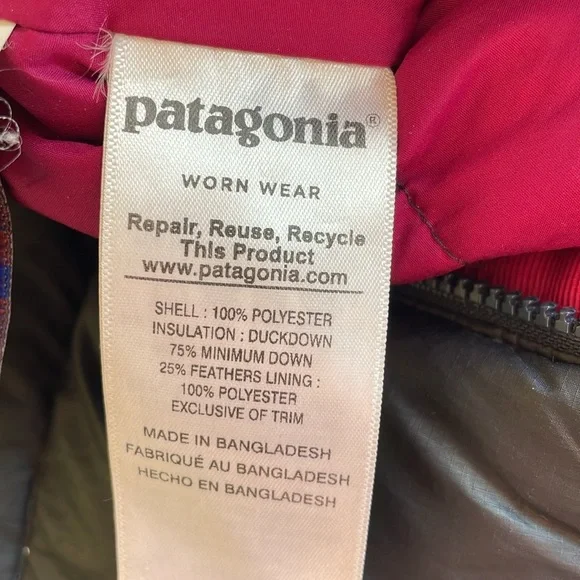 patagonia®
WORN WEAR
Repair, Reuse, Recycle
This Product
www.patagonia.com
SHELL : 100% POLYESTER
INSULATION : DUCKDOWN
75% MINIMUM DOWN
25% FEATHERS LINING :
100% POLYESTER
EXCLUSIVE OF TRIM
MADE IN BANGLADESH
FABRIQUÉ AU BANGLADESH
HECHO EN BANGLADESH